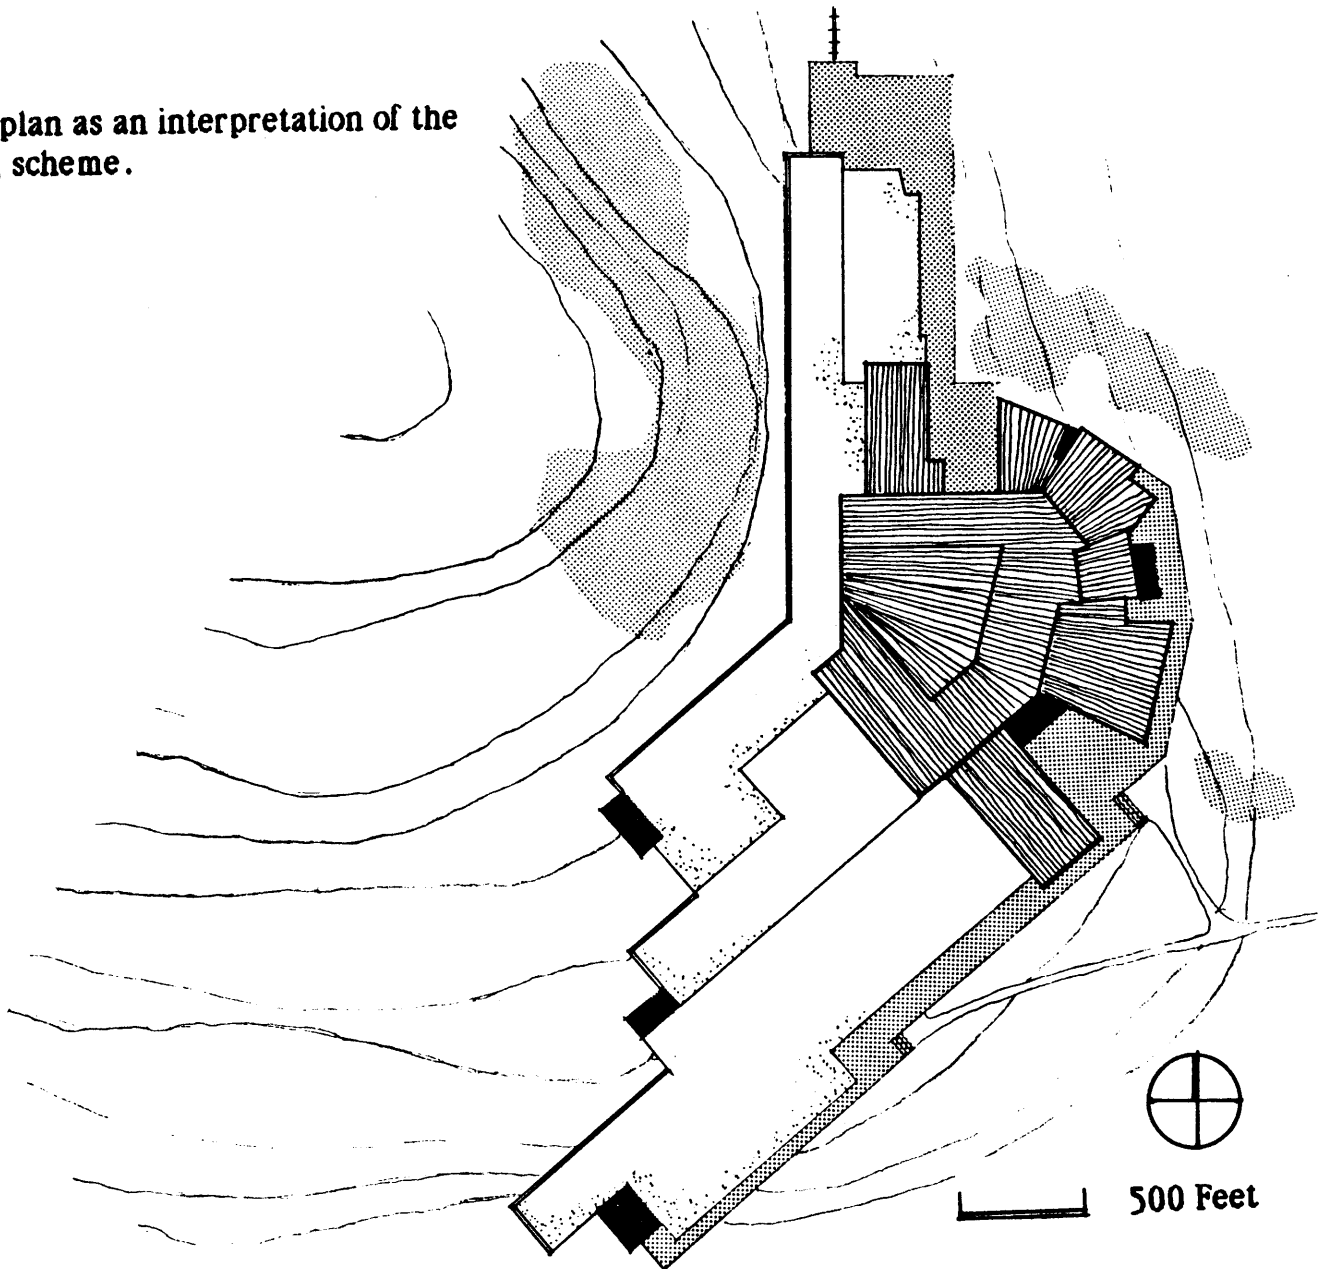 plan as an interpretation of the
scheme.
500 Feet